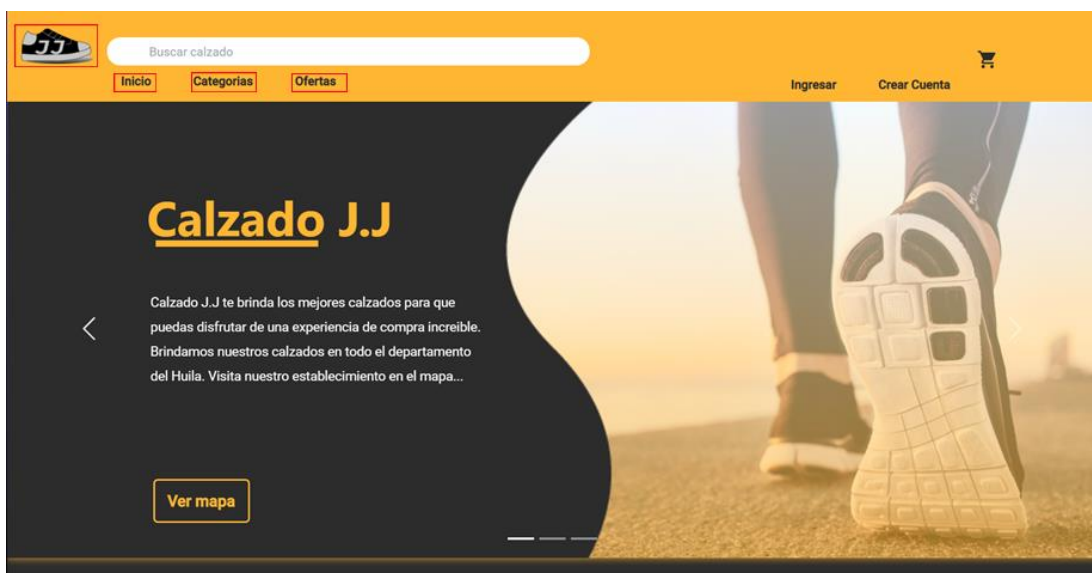 JJ
Buscar calzado
Inicio Categorias Ofertas
Ingresar Crear Cuenta
Calzado J.J
Calzado J.J te brinda los mejores calzados para que
puedas disfrutar de una experiencia de compra increible.
Brindamos nuestros calzados en todo el departamento
del Huila. Visita nuestro establecimiento en el mapa...
Ver mapa